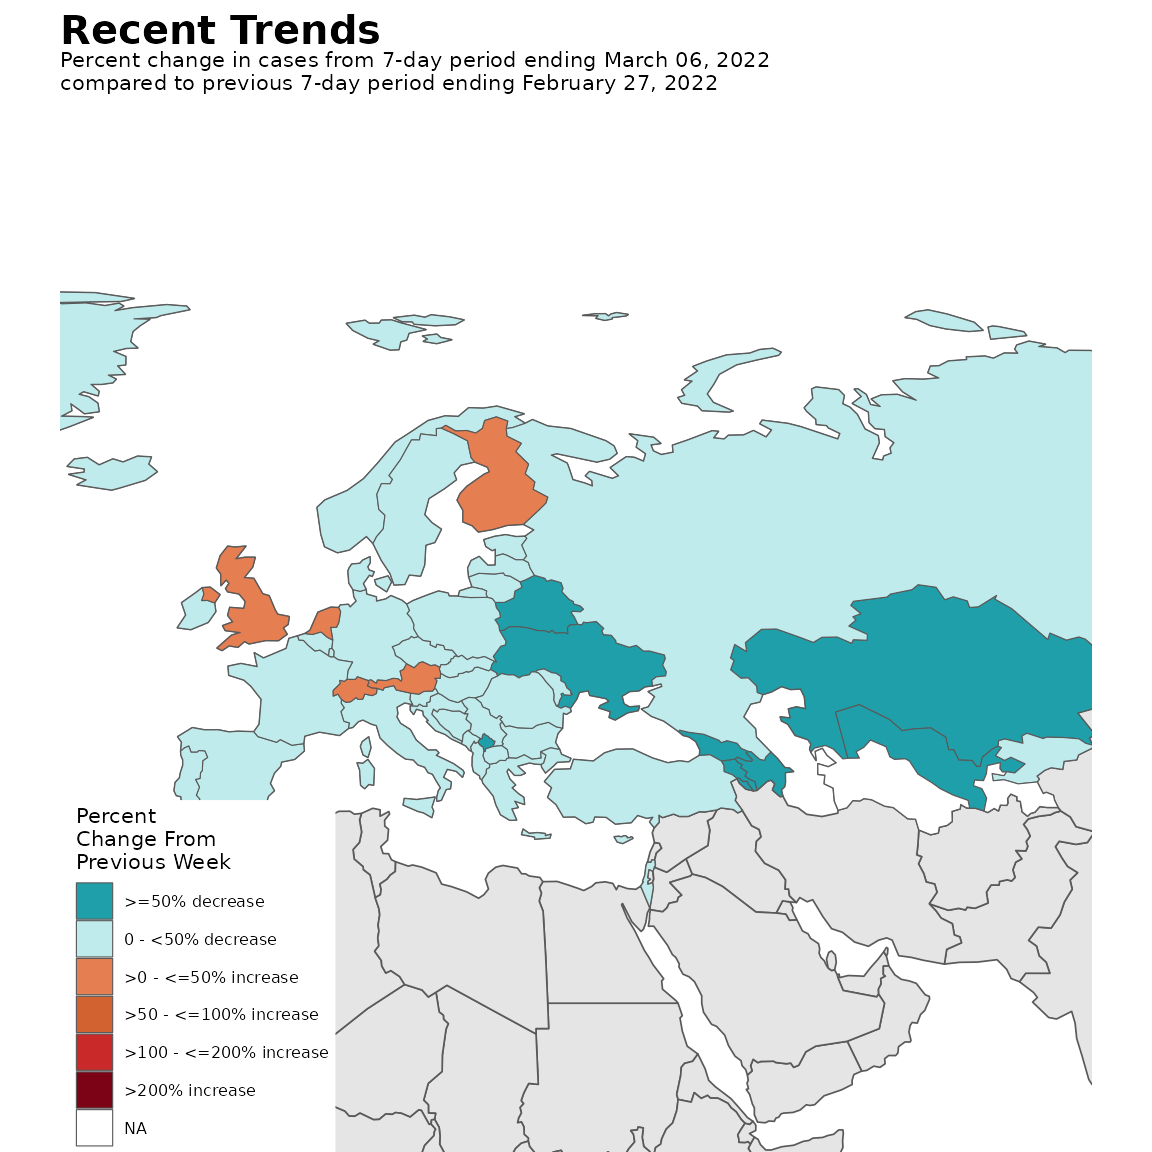 Recent Trends
Percent change in cases from 7-day period ending March 06, 2022
compared to previous 7-day period ending February 27, 2022
Percent
Change From
Previous Week
>=50% decrease
0 - <50% decrease
>0 - <=50% increase
>50 - <=100% increase
>100 - <=200% increase
>200% increase
NA